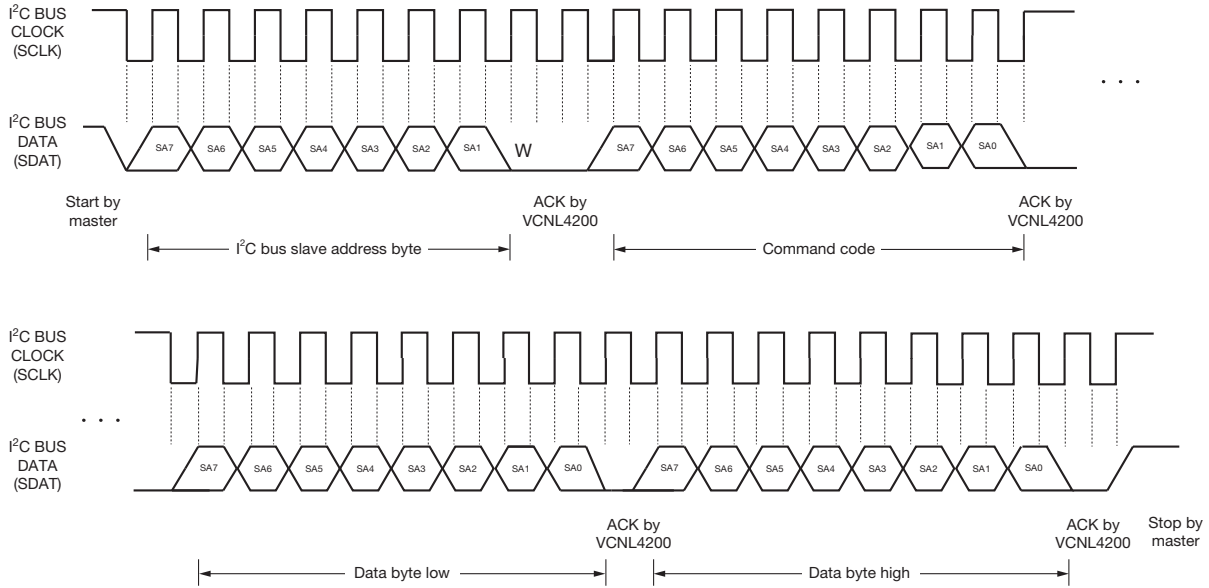 I²C BUS
CLOCK
(SCLK)
. . .
I²C BUS
DATA
(SDAT)
SA7 SA6 SA5 SA4 SA3 SA2 SA1 W SA7 SA6 SA5 SA4 SA3 SA2 SA1 SA0
Start by
master
ACK by
VCNL4200
ACK by
VCNL4200
I²C bus slave address byte
Command code
I²C BUS
CLOCK
(SCLK)
. . .
I²C BUS
DATA
(SDAT)
SA7 SA6 SA5 SA4 SA3 SA2 SA1 SA0 SA7 SA6 SA5 SA4 SA3 SA2 SA1 SA0
ACK by
VCNL4200
ACK by
VCNL4200
Stop by
master
Data byte low
Data byte high